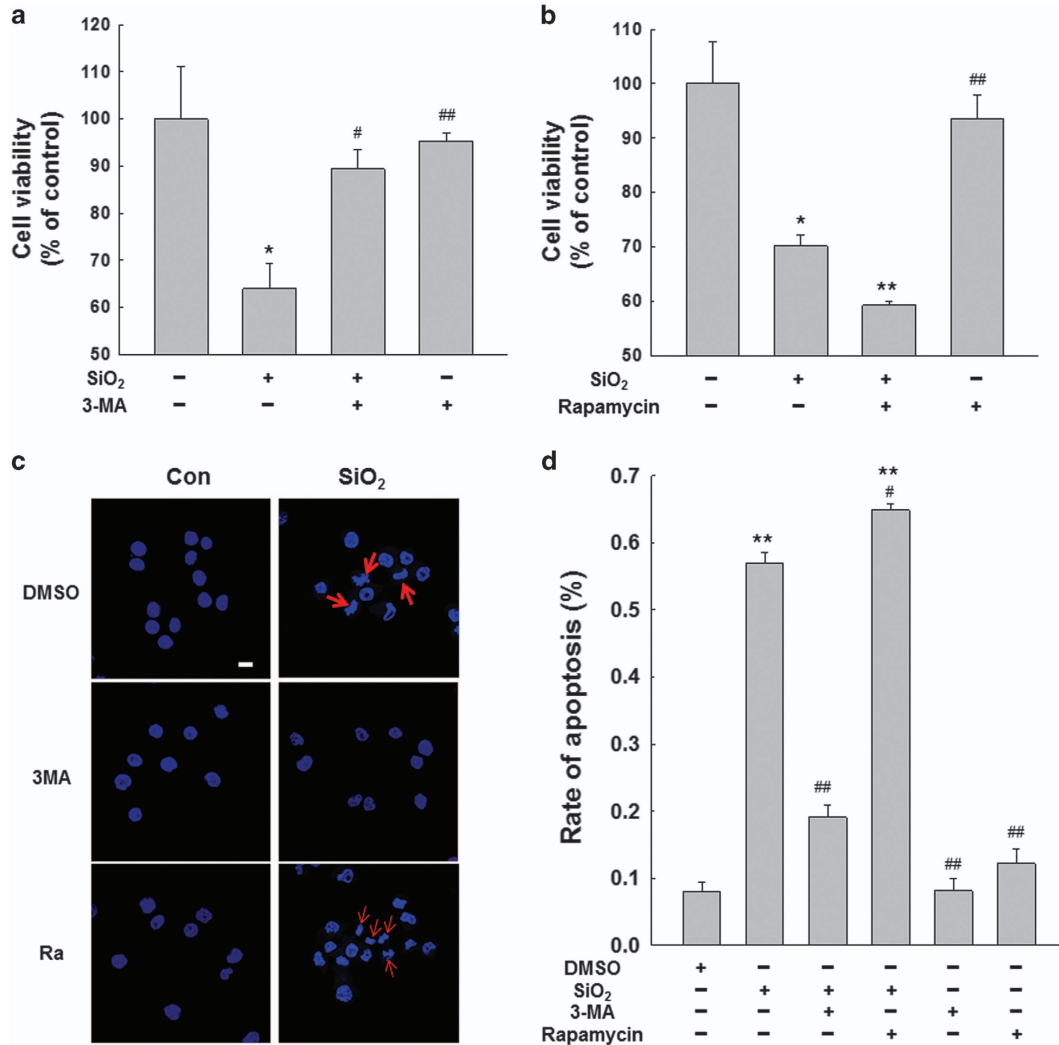 a
120
110
100
90
80
70
60
50
Cell viability
(% of control)
*
#
##
SiO₂ − + + −
3-MA − − + +
b
110
100
90
80
70
60
50
Cell viability
(% of control)
*
**
##
SiO₂ − + + −
Rapamycin − − + +
c
Con SiO₂
DMSO
3MA
Ra
d
0.7
0.6
0.5
0.4
0.3
0.2
0.1
0.0
Rate of apoptosis (%)
**
##
**
#
##
##
DMSO + − − − − −
SiO₂ − + + + − −
3-MA − − + − + −
Rapamycin − − − + − +